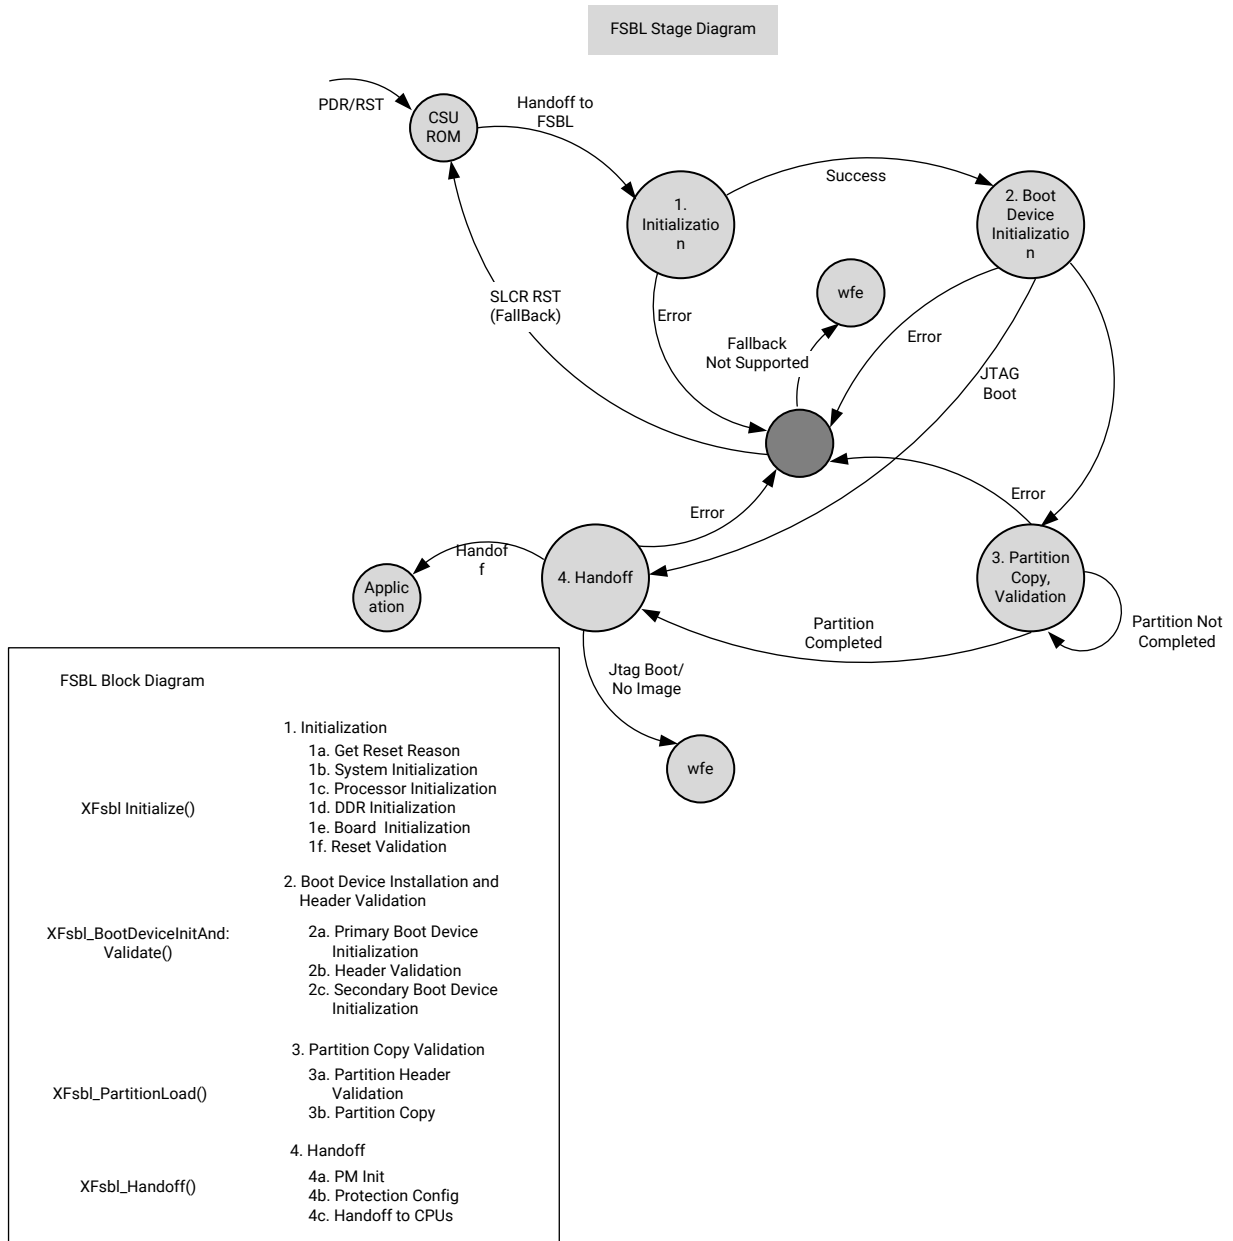 FSBL Stage Diagram
PDR/RST
CSU
ROM
Handoff to
FSBL
1.
Initializatio
n
Success
2. Boot
Device
Initializatio
n
wfe
SLCR RST
(FallBack)
Error
Fallback
Not Supported
Error
JTAG
Boot
Error
Error
Handof
f
Applic
ation
4. Handoff
3. Partition
Copy,
Validation
Partition
Completed
Partition Not
Completed
Jtag Boot/
No Image
wfe
FSBL Block Diagram
XFsbl Initialize()
1. Initialization
1a. Get Reset Reason
1b. System Initialization
1c. Processor Initialization
1d. DDR Initialization
1e. Board  Initialization
1f. Reset Validation
XFsbl_BootDeviceInitAnd:
Validate()
2. Boot Device Installation and
Header Validation
2a. Primary Boot Device
Initialization
2b. Header Validation
2c. Secondary Boot Device
Initialization
XFsbl_PartitionLoad()
3. Partition Copy Validation
3a. Partition Header
Validation
3b. Partition Copy
XFsbl_Handoff()
4. Handoff
4a. PM Init
4b. Protection Config
4c. Handoff to CPUs